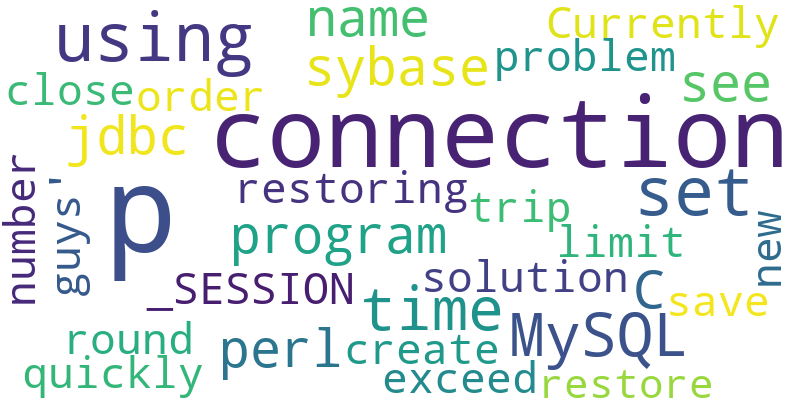 using
name
Currently
sybase
problem
see
close
order
jdbc
connection
number
guys'
p
restoring
set
program
trip
limit
new
_SESSION
solution
C
save
time
round
perl
create
MySQL
quickly
exceed
restore